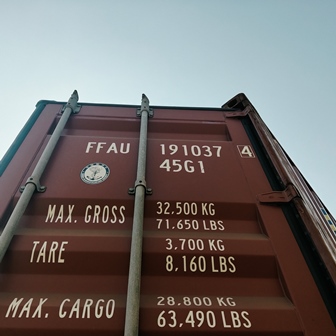 FFAU 191037 4
45G1
MAX. GROSS 32.500 KG
71.650 LBS
TARE 3.700 KG
8,160 LBS
MAX. CARGO 28.800 KG
63,490 LBS